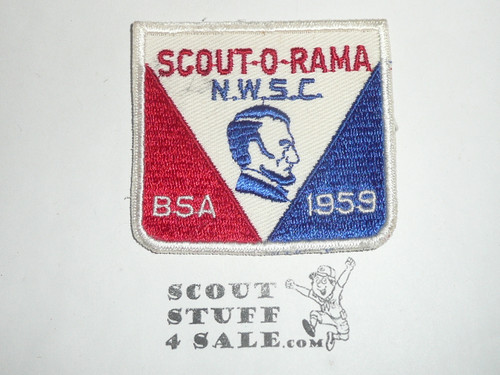 SCOUT-O-RAMA
N.W.S.C.
BSA 1959
SCOUT
STUFF
4 SALE.com